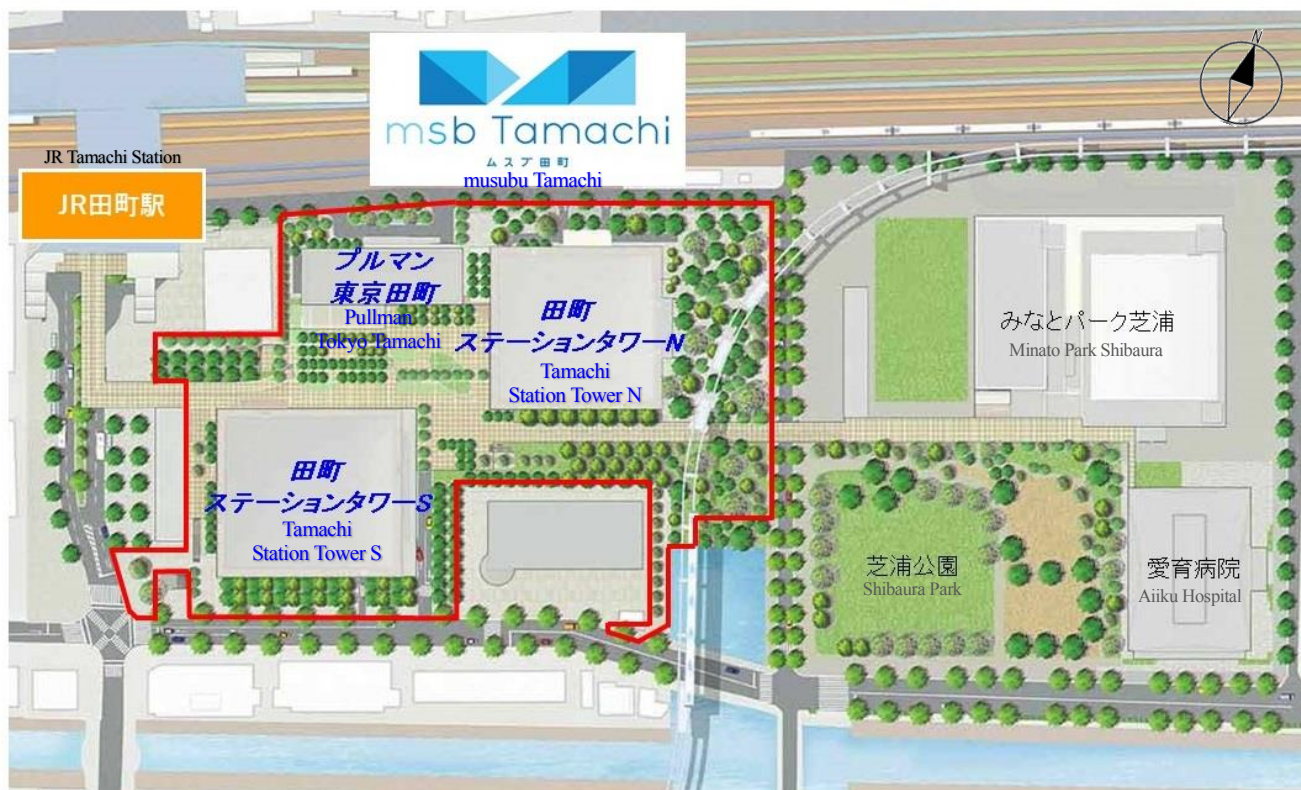 N
msb Tamachi
ムスブ田町
musubu Tamachi
JR Tamachi Station
JR田町駅
プルマン
東京田町
Pullman
Tokyo Tamachi
田町
ステーションタワーN
Tamachi
Station Tower N
みなとパーク芝浦
Minato Park Shibaura
田町
ステーションタワーS
Tamachi
Station Tower S
芝浦公園
Shibaura Park
愛育病院
Aiiku Hospital